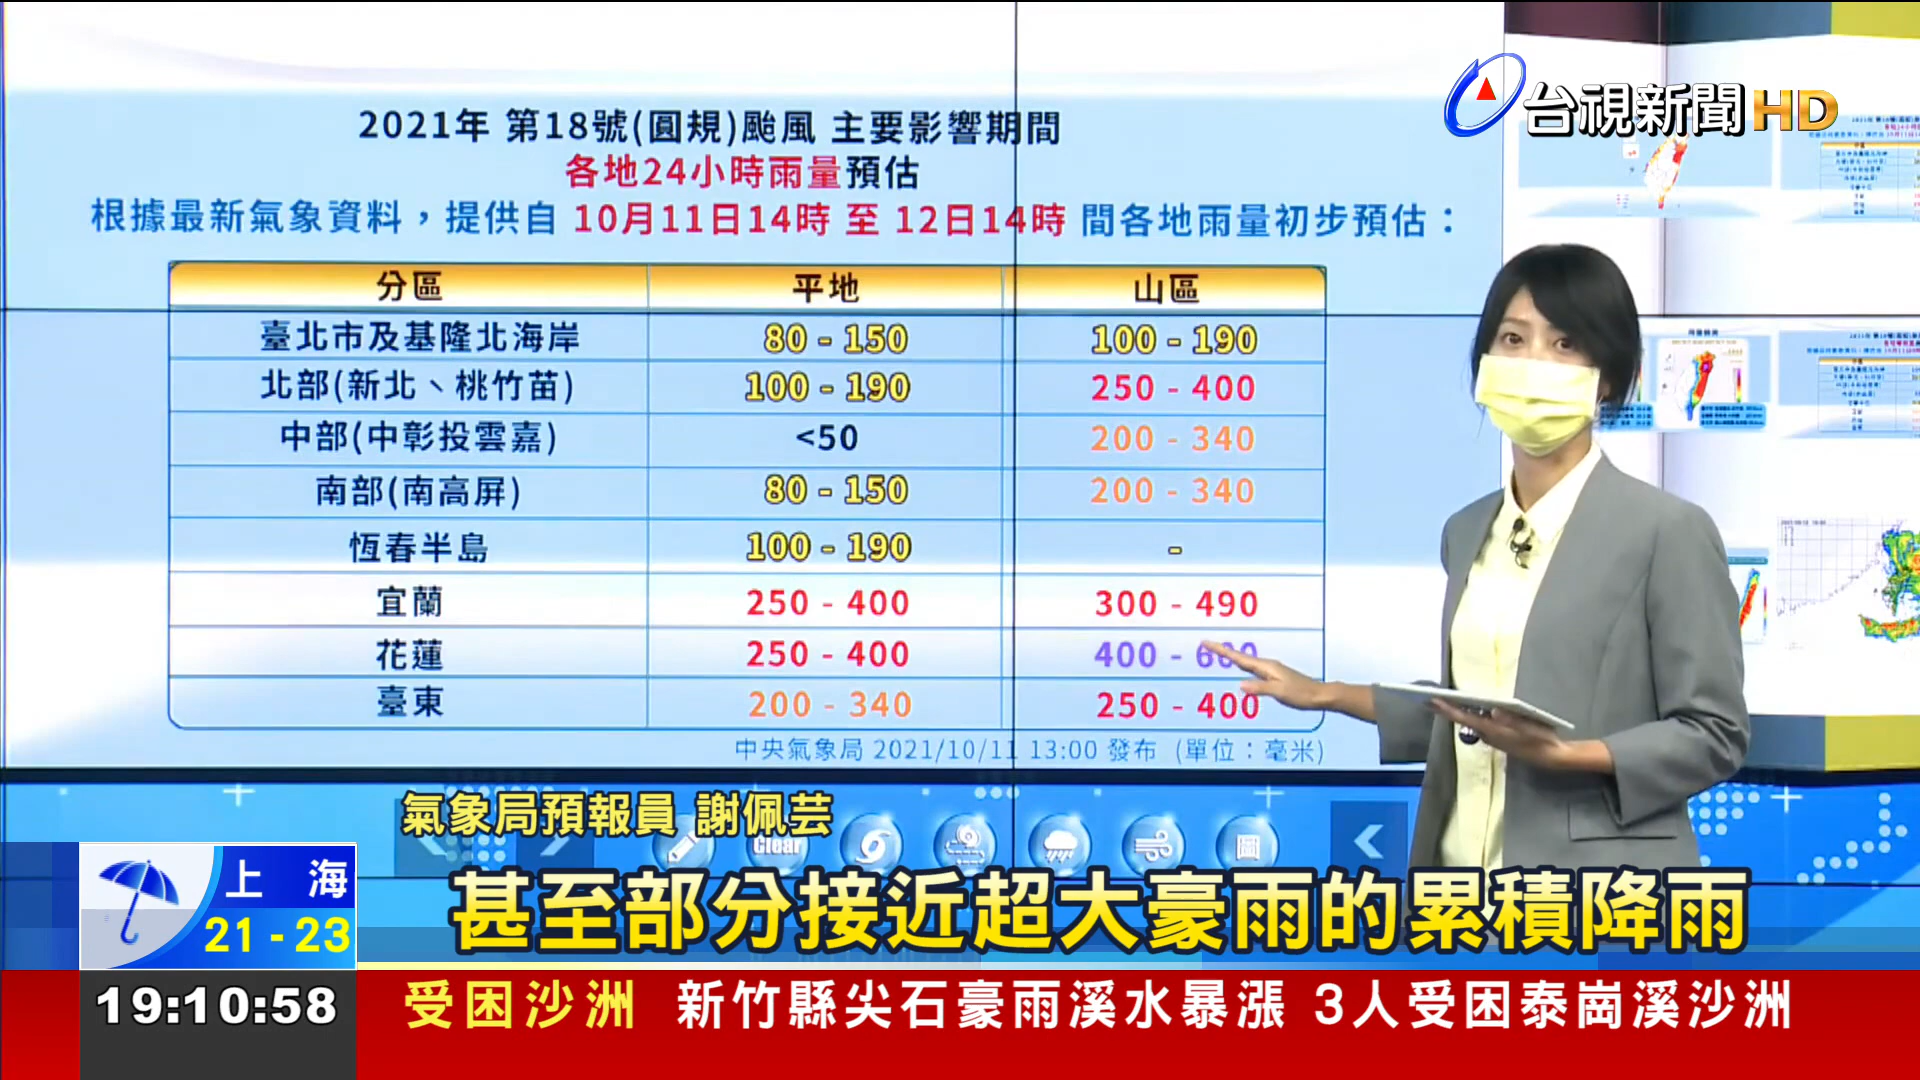 台視新聞HD
2021年 第18號(圓規)颱風 主要影響期間
各地24小時雨量預估
根據最新氣象資料，提供自 10月11日14時 至 12日14時 間各地雨量初步預估：
分區 平地 山區
臺北市及基隆北海岸 80 - 150 100 - 190
北部(新北、桃竹苗) 100 - 190 250 - 400
中部(中彰投雲嘉) <50 200 - 340
南部(南高屏) 80 - 150 200 - 340
恆春半島 100 - 190 -
宜蘭 250 - 400 300 - 490
花蓮 250 - 400 400 - 600
臺東 200 - 340 250 - 400
中央氣象局 2021/10/11 13:00 發布 (單位：毫米)
氣象局預報員 謝佩芸
Clear
圖
甚至部分接近超大豪雨的累積降雨
上海
21 - 23
19:10:58
受困沙洲 新竹縣尖石豪雨溪水暴漲 3人受困泰崗溪沙洲